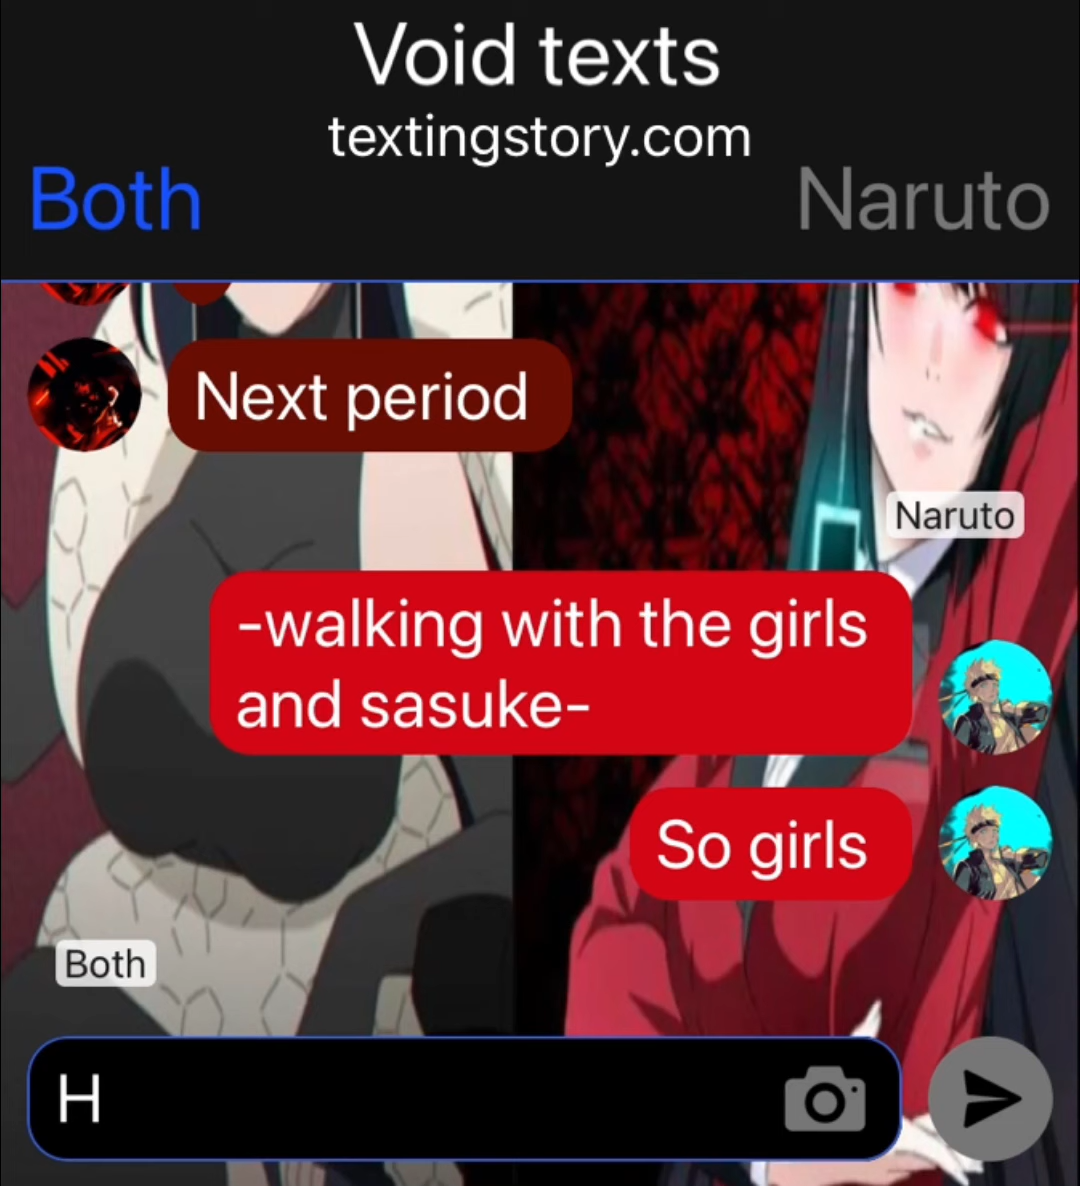 Void texts
textingstory.com
Both
Naruto
Next period
Naruto
-walking with the girls
and sasuke-
So girls
Both
H